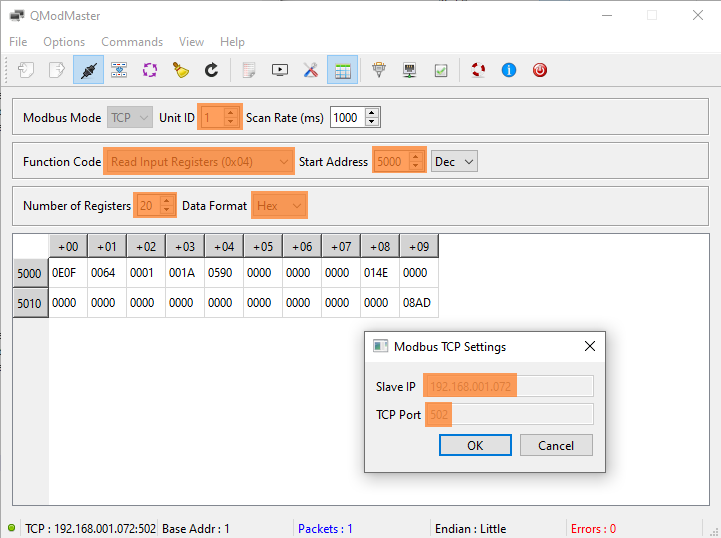 QModMaster
File Options Commands View Help
Modbus Mode TCP Unit ID 1 Scan Rate (ms) 1000
Function Code Read Input Registers (0x04) Start Address 5000 Dec
Number of Registers 20 Data Format Hex
+00 +01 +02 +03 +04 +05 +06 +07 +08 +09
5000 0E0F 0064 0001 001A 0590 0000 0000 0000 014E 0000
5010 0000 0000 0000 0000 0000 0000 0000 0000 0000 08AD
Modbus TCP Settings
Slave IP 192.168.001.072
TCP Port 502
OK Cancel
TCP : 192.168.001.072:502 Base Addr : 1 Packets : 1 Endian : Little Errors : 0